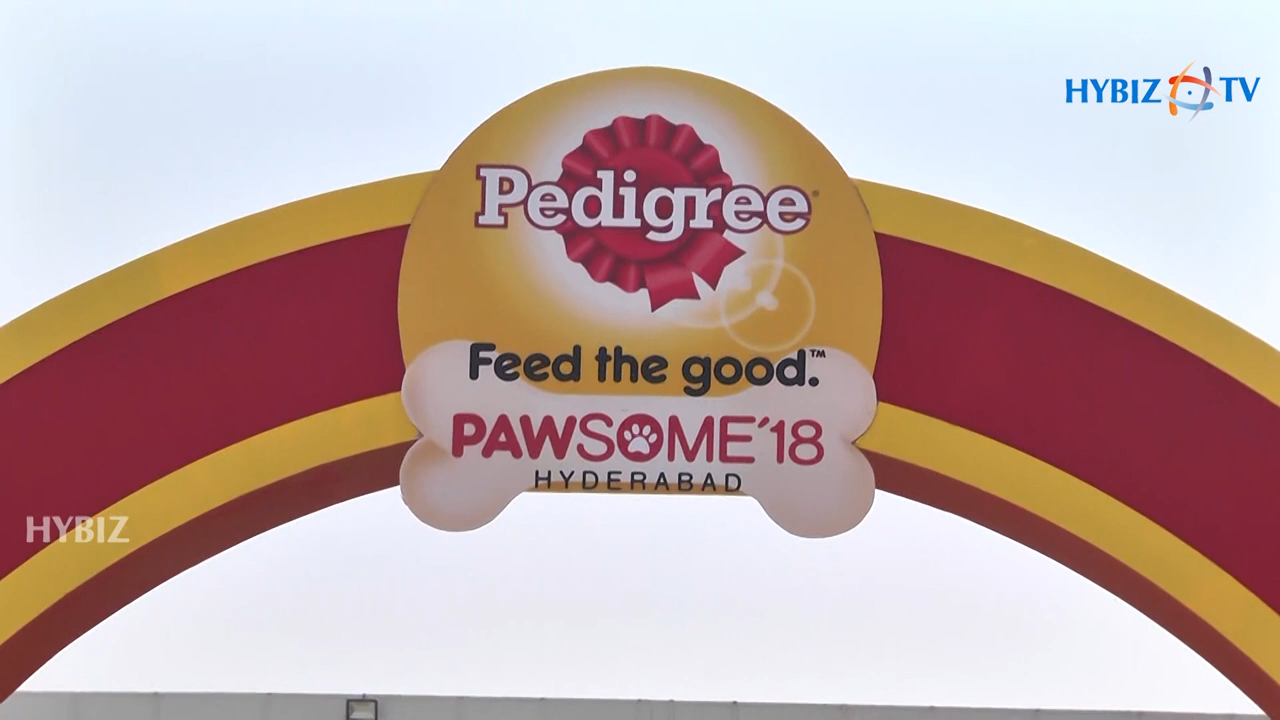 HYBIZ TV
Pedigree®
Feed the good.™
PAWSOME'18
HYDERABAD
HYBIZ